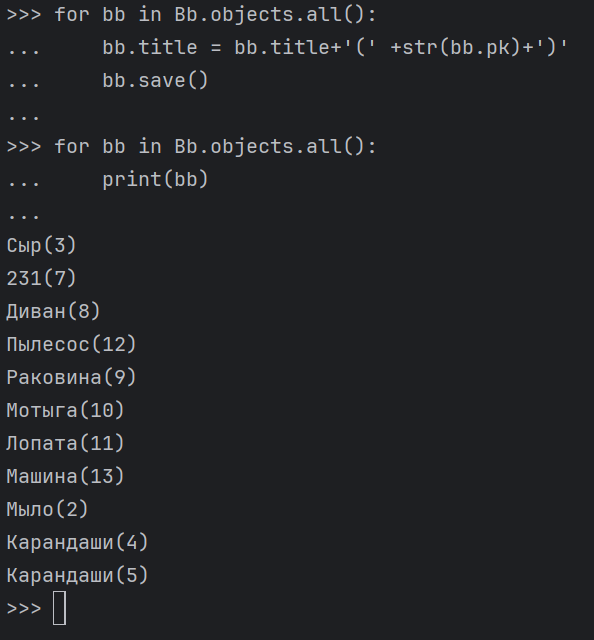 >>> for bb in Bb.objects.all():
...     bb.title = bb.title+'(' +str(bb.pk)+')'
...     bb.save()
...
>>> for bb in Bb.objects.all():
...     print(bb)
...
Сыр(3)
231(7)
Диван(8)
Пылесос(12)
Раковина(9)
Мотыга(10)
Лопата(11)
Машина(13)
Мыло(2)
Карандаши(4)
Карандаши(5)
>>>